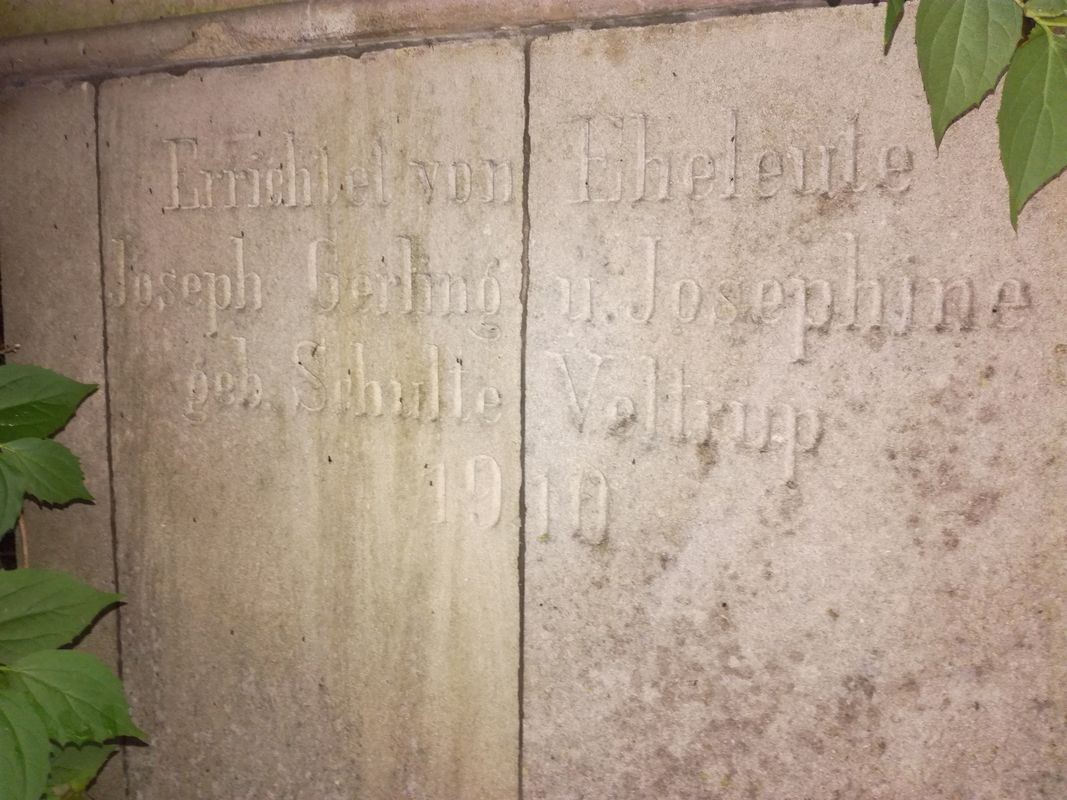 Errichtet von Eheleute
Joseph Gerling u. Josephine
geb. Schulte Veltrup
1910